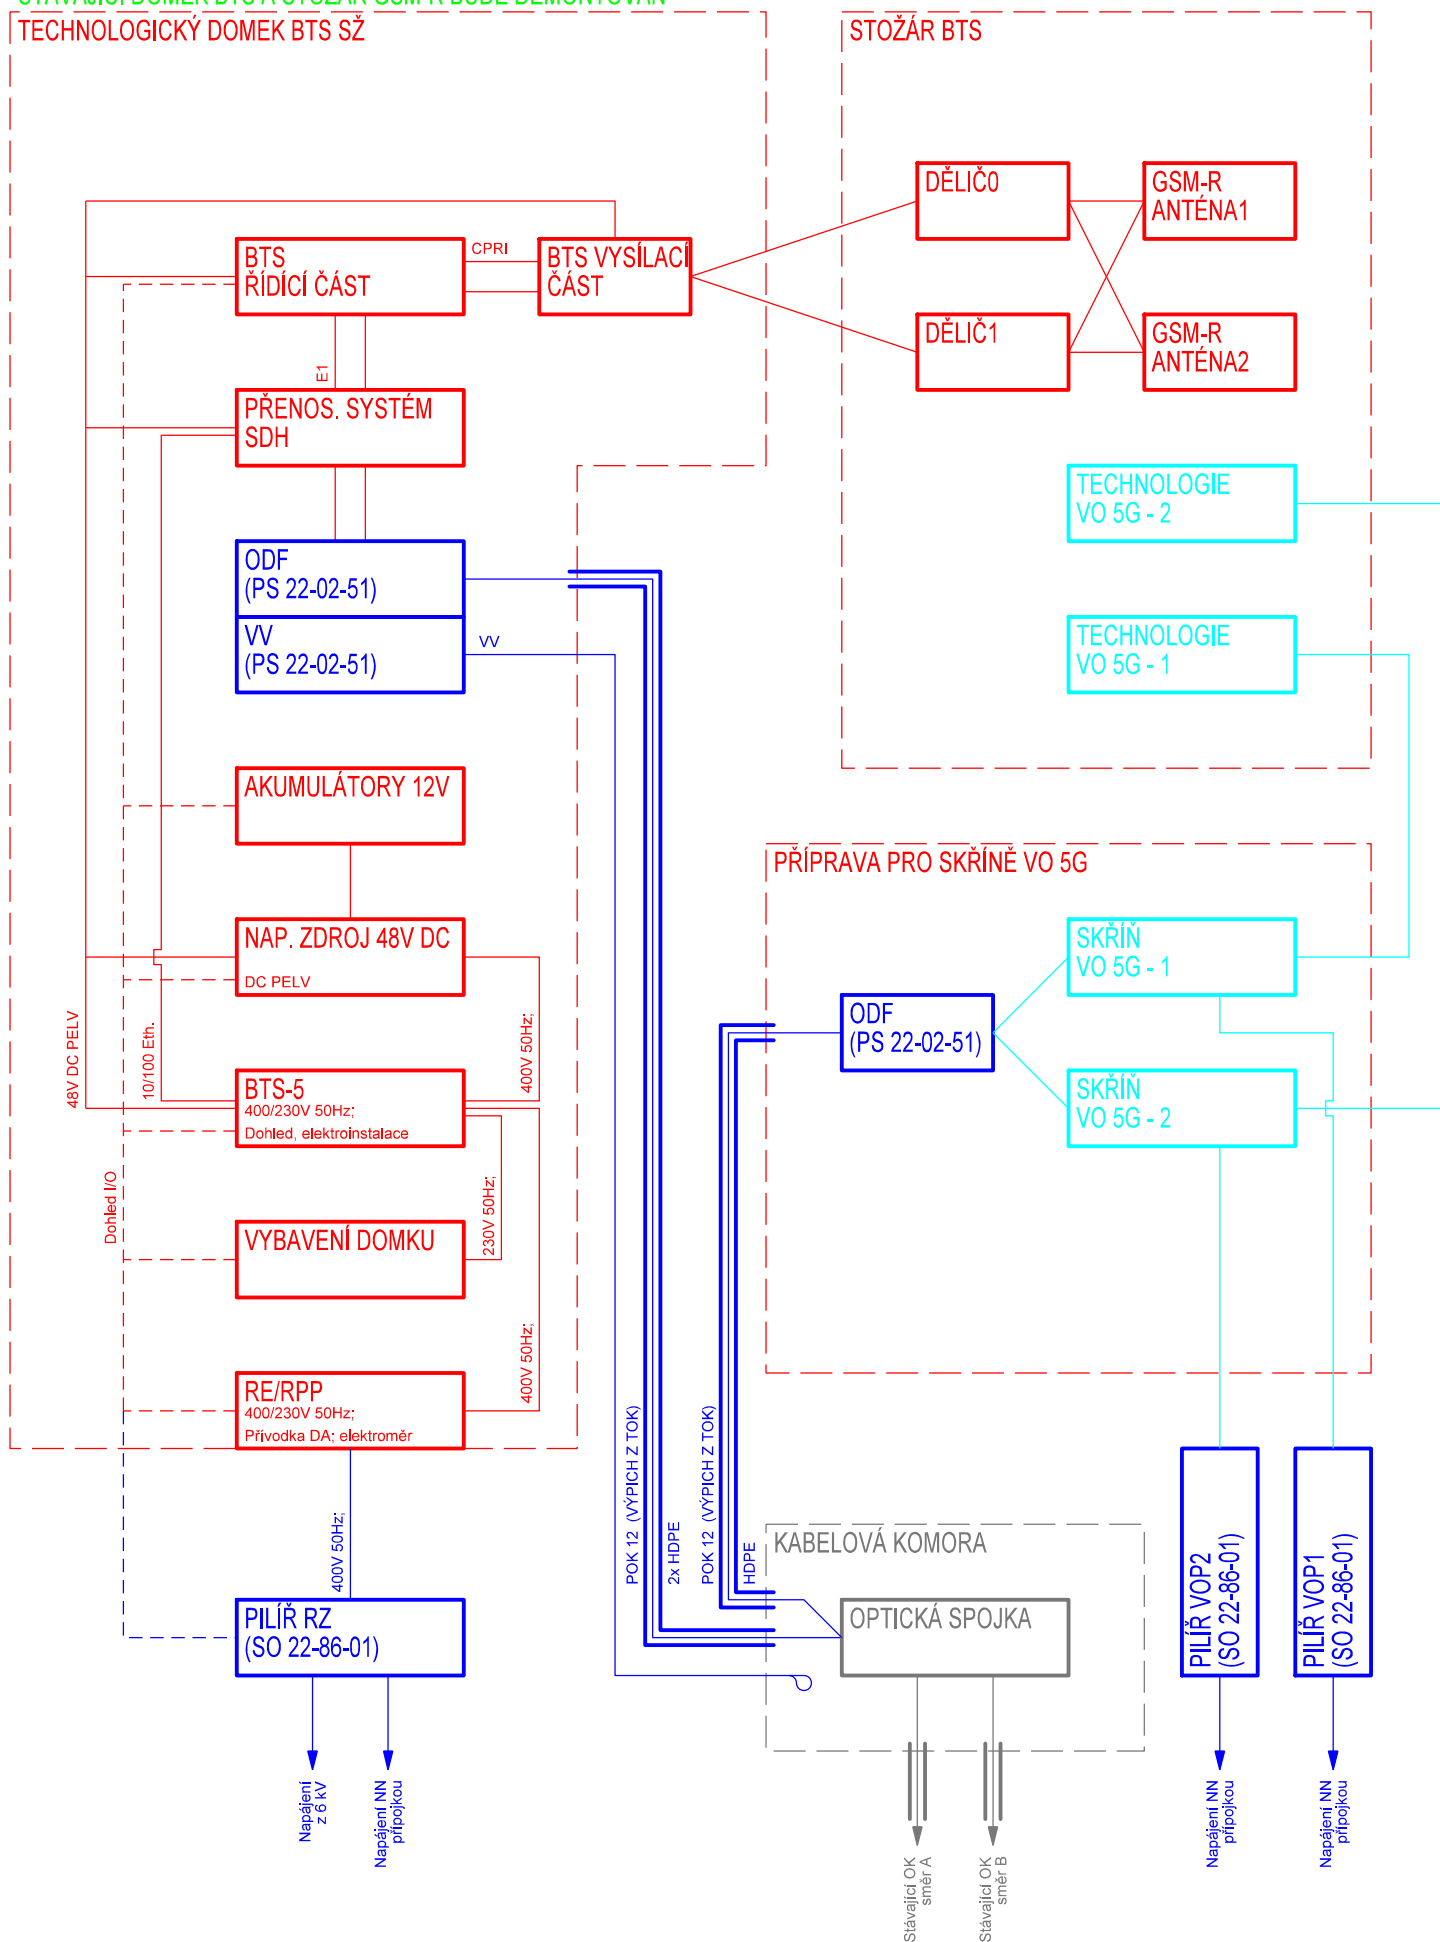 STÁVAJÍCÍ DOMEK BTS A STOŽÁR GSM-R BUDE DEMONTOVÁN
TECHNOLOGICKÝ DOMEK BTS SŽ
BTS
ŘÍDÍCÍ ČÁST
CPRI
BTS VYSÍLACÍ
ČÁST
E1
PŘENOS. SYSTÉM
SDH
ODF
(PS 22-02-51)
VV
(PS 22-02-51)
VV
AKUMULÁTORY 12V
NAP. ZDROJ 48V DC
DC PELV
48V DC PELV
10/100 Eth.
400V 50Hz;
BTS-5
400/230V 50Hz;
Dohled, elektroinstalace
Dohled I/O
230V 50Hz;
VYBAVENÍ DOMKU
400V 50Hz;
RE/RPP
400/230V 50Hz;
Přívodka DA; elektroměr
400V 50Hz;
PILÍŘ RZ
(SO 22-86-01)
Napájení
z 6 kV
Napájení NN
přípojkou
STOŽÁR BTS
DĚLIČ0
GSM-R
ANTÉNA1
DĚLIČ1
GSM-R
ANTÉNA2
TECHNOLOGIE
VO 5G - 2
TECHNOLOGIE
VO 5G - 1
PŘÍPRAVA PRO SKŘÍNĚ VO 5G
SKŘÍŇ
VO 5G - 1
ODF
(PS 22-02-51)
SKŘÍŇ
VO 5G - 2
POK 12 (VÝPICH Z TOK)
2x HDPE
POK 12 (VÝPICH Z TOK)
HDPE
KABELOVÁ KOMORA
OPTICKÁ SPOJKA
Stávající OK
směr A
Stávající OK
směr B
PILÍŘ VOP2
(SO 22-86-01)
PILÍŘ VOP1
(SO 22-86-01)
Napájení NN
přípojkou
Napájení NN
přípojkou